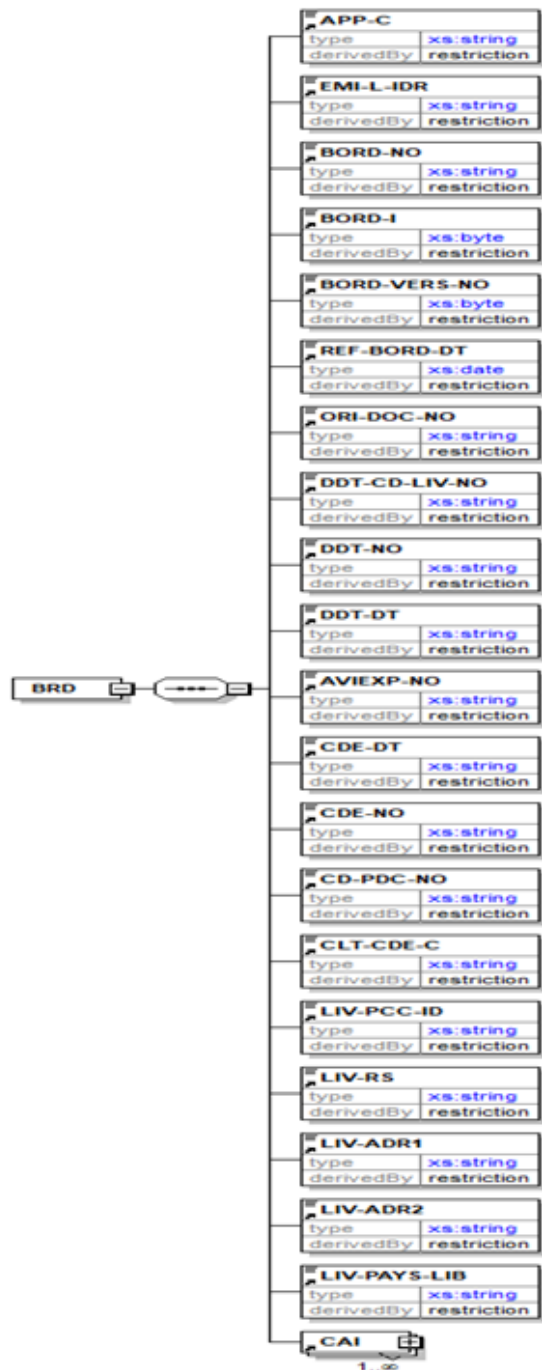 APP-C
type xs:string
derivedBy restriction
EMI-L-IDR
type xs:string
derivedBy restriction
BORD-NO
type xs:string
derivedBy restriction
BORD-I
type xs:byte
derivedBy restriction
BORD-VERS-NO
type xs:byte
derivedBy restriction
REF-BORD-DT
type xs:date
derivedBy restriction
ORI-DOC-NO
type xs:string
derivedBy restriction
DDT-CD-LIV-NO
type xs:string
derivedBy restriction
DDT-NO
type xs:string
derivedBy restriction
DDT-DT
type xs:string
derivedBy restriction
BRD
AVIEXP-NO
type xs:string
derivedBy restriction
CDE-DT
type xs:string
derivedBy restriction
CDE-NO
type xs:string
derivedBy restriction
CD-PDC-NO
type xs:string
derivedBy restriction
CLT-CDE-C
type xs:string
derivedBy restriction
LIV-PCC-ID
type xs:string
derivedBy restriction
LIV-RS
type xs:string
derivedBy restriction
LIV-ADR1
type xs:string
derivedBy restriction
LIV-ADR2
type xs:string
derivedBy restriction
LIV-PAYS-LIB
type xs:string
derivedBy restriction
CAI
1..∞